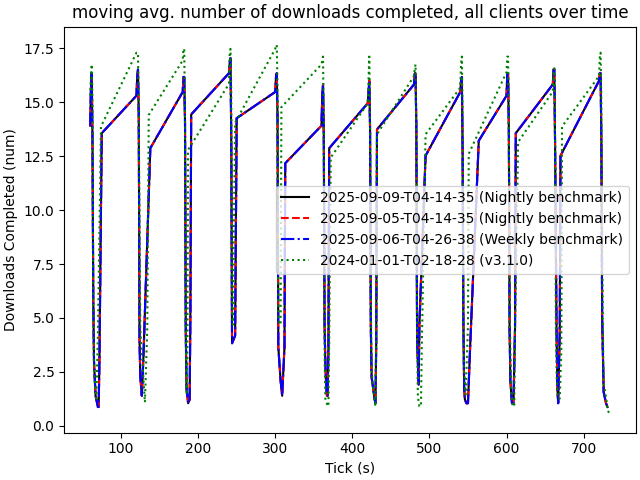 moving avg. number of downloads completed, all clients over time
Downloads Completed (num)
17.5
15.0
12.5
10.0
7.5
5.0
2.5
0.0
2025-09-09-T04-14-35 (Nightly benchmark)
2025-09-05-T04-14-35 (Nightly benchmark)
2025-09-06-T04-26-38 (Weekly benchmark)
2024-01-01-T02-18-28 (v3.1.0)
100 200 300 400 500 600 700
Tick (s)